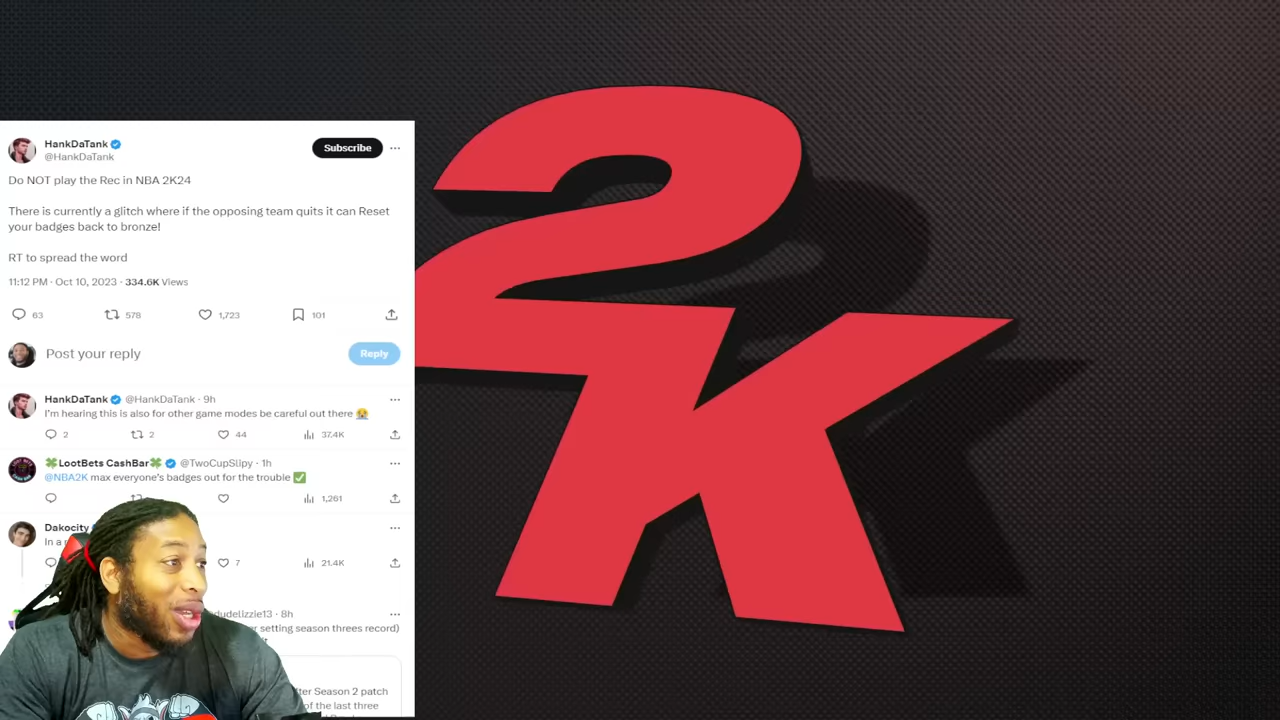 2K
HankDaTank
@HankDaTank
Subscribe
Do NOT play the Rec in NBA 2K24
There is currently a glitch where if the opposing team quits it can Reset
your badges back to bronze!
RT to spread the word
11:12 PM · Oct 10, 2023 · 334.6K Views
63 578 1,723 101
Post your reply
Reply
HankDaTank @HankDaTank · 9h
I'm hearing this is also for other game modes be careful out there 😭
2 2 44 37.4K
🍀LootBets CashBar🍀 @TwoCupSlipy · 1h
@NBA2K max everyone's badges out for the trouble ✅
1,261
Dakocity
In a
7 21.4K
dudelizzie13 · 8h
setting season threes record)
Season 2 patch
of the last three